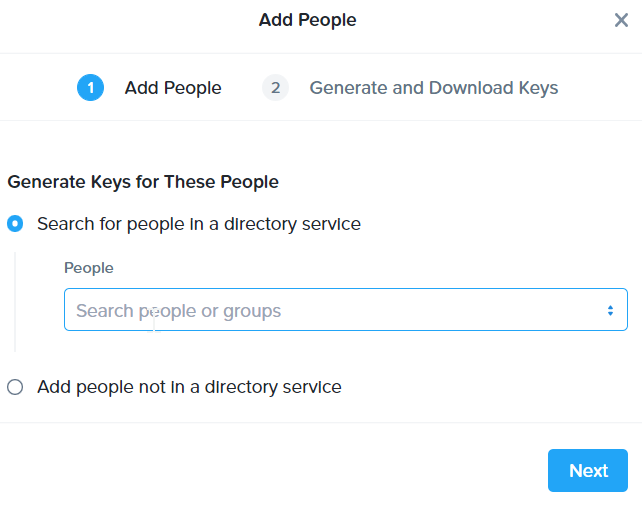 Add People
1 Add People 2 Generate and Download Keys
Generate Keys for These People
Search for people in a directory service
People
Search people or groups
Add people not in a directory service
Next